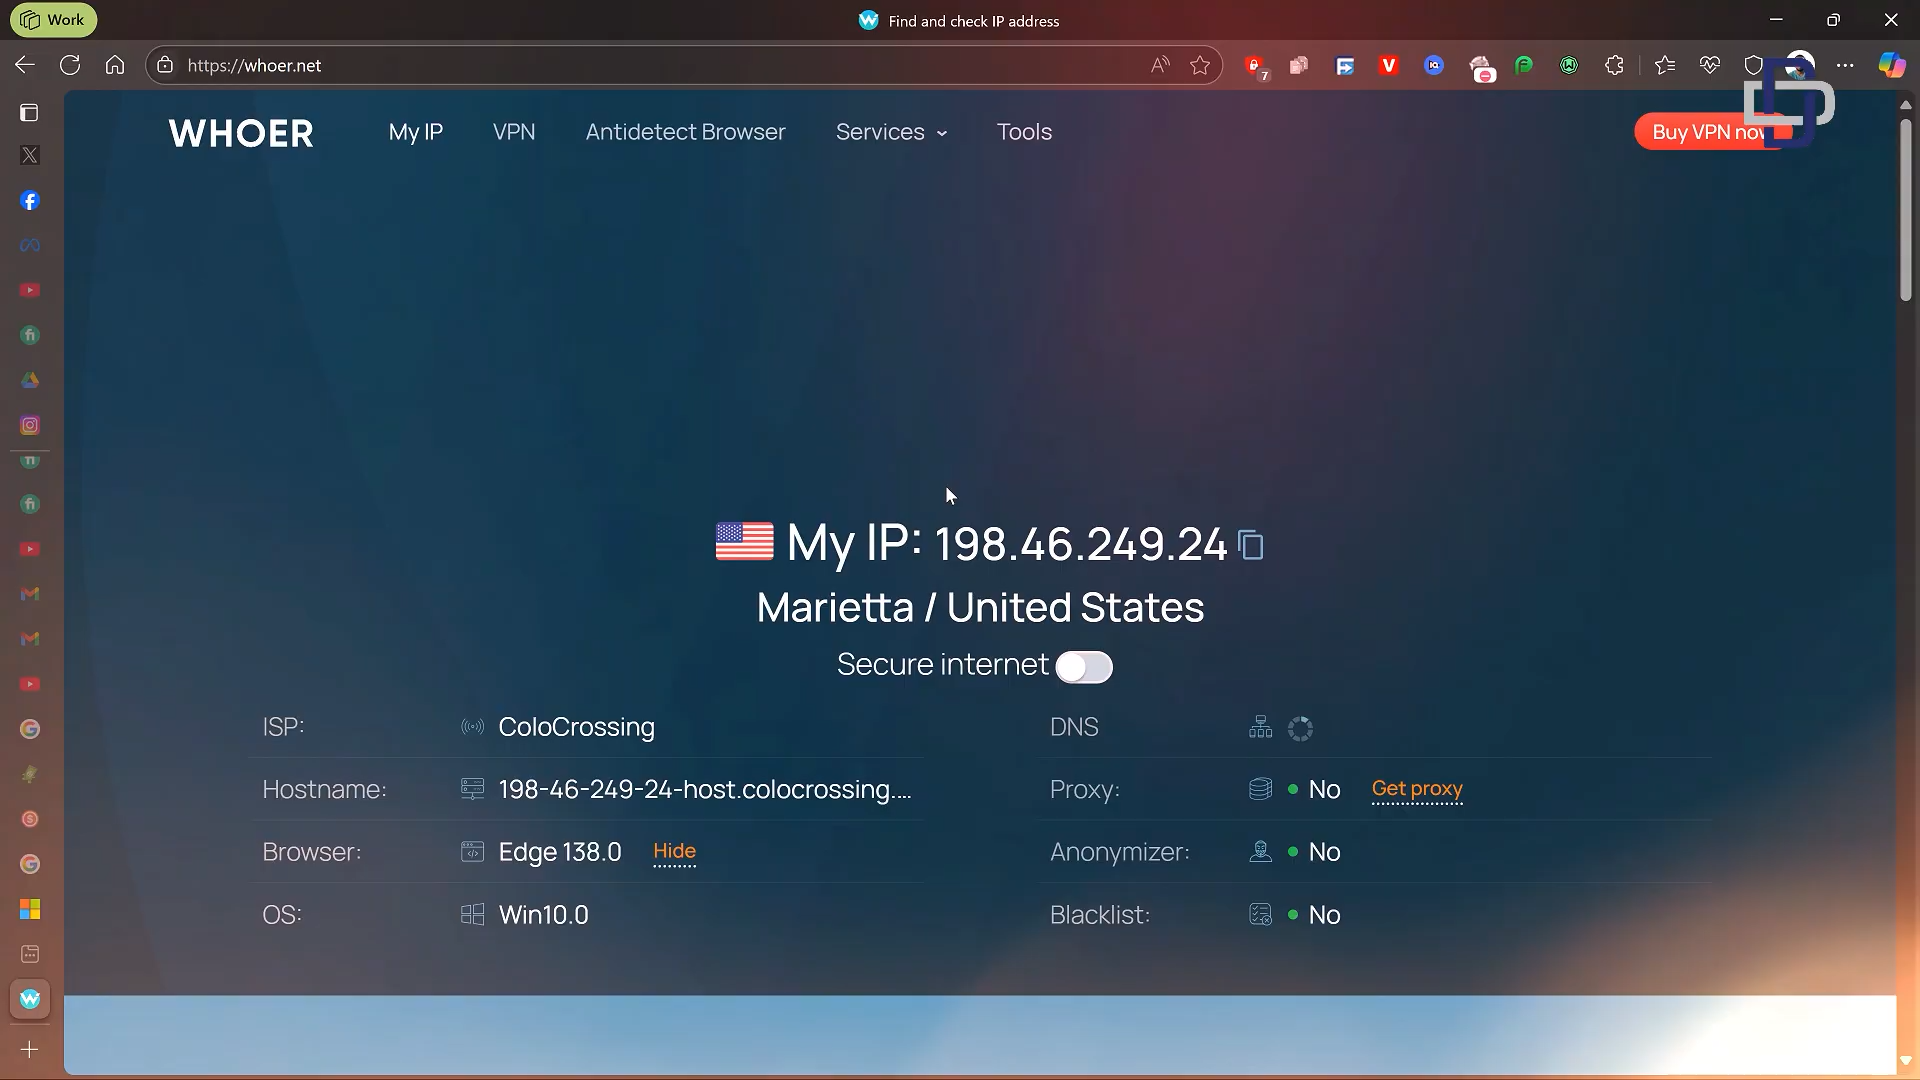 Work
Find and check IP address
https://whoer.net
7
WHOER
My IP
VPN
Antidetect Browser
Services
Tools
Buy VPN now
My IP: 198.46.249.24
Marietta / United States
Secure internet
ISP:
ColoCrossing
DNS
Hostname:
198-46-249-24-host.colocrossing....
Proxy:
No
Get proxy
Browser:
Edge 138.0
Hide
Anonymizer:
No
OS:
Win10.0
Blacklist:
No